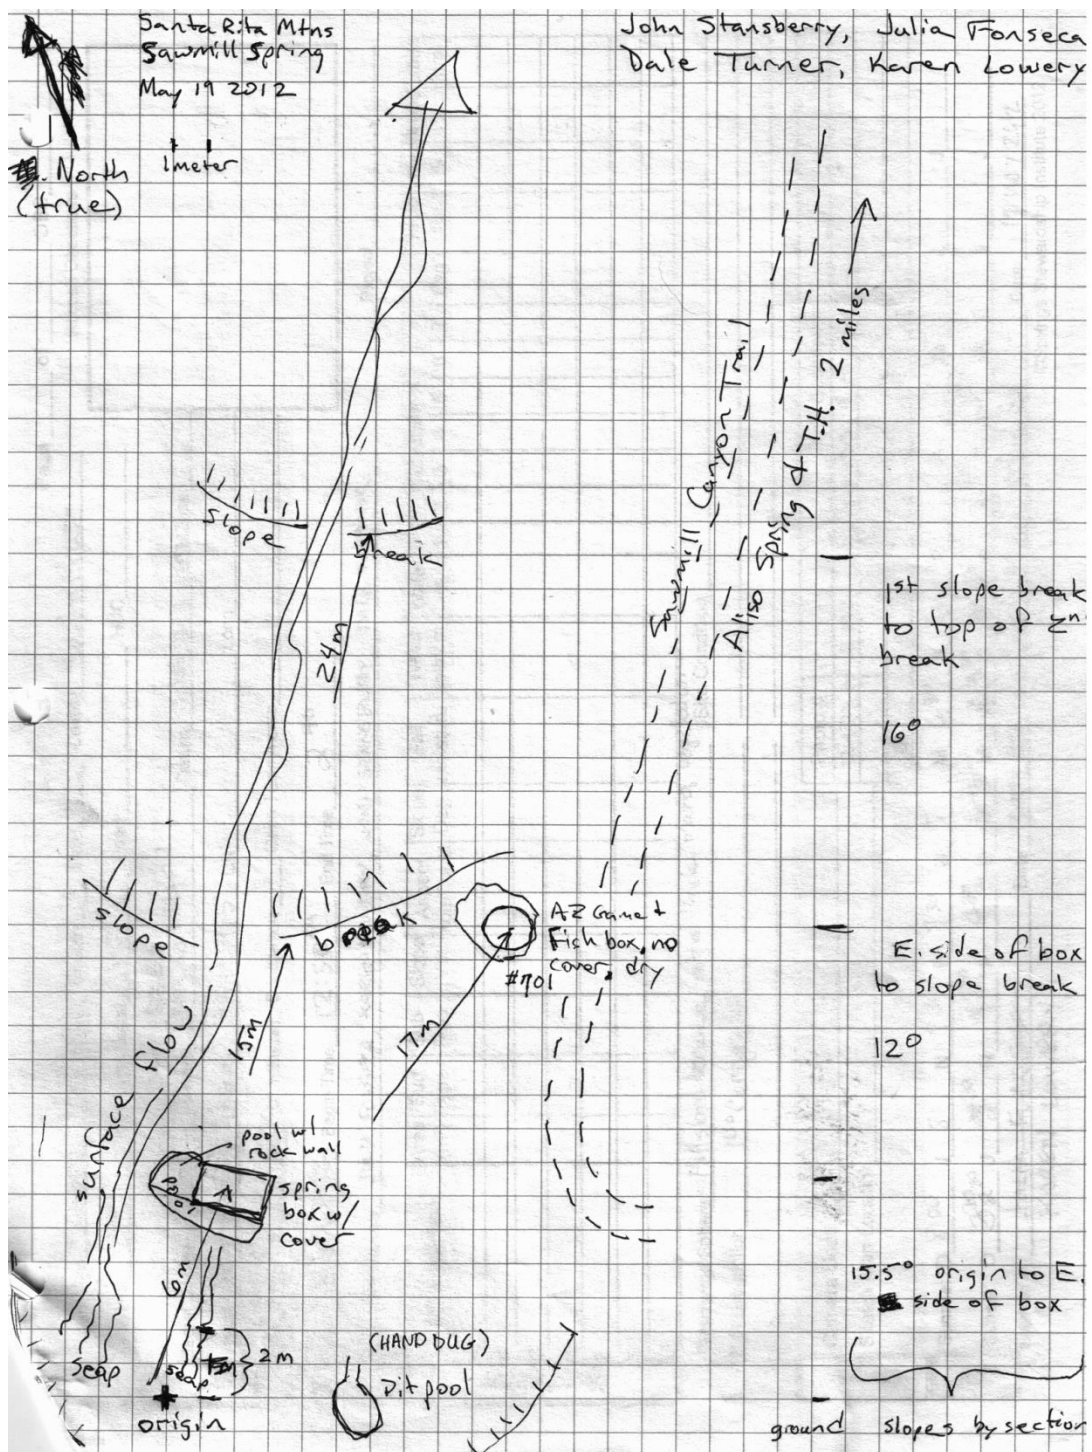 Santa Rita Mtns
Sawmill Spring
May 19 2012
John Stansberry, Julia Fonseca
Dale Turner, Karen Lowery
North
(true)
1 meter
Sawmill Canyon Trail
Aliso Spring & T.H. 2 miles
slope break
24m
1st slope break
to top of 2n
break
16°
slope break
15m
17m
AZ Game +
Fish box, no
cover, dry
#701
E. side of box
to slope break
12°
surface flow
pool w/
rock wall
spring
box w/
cover
6m
15.5° origin to E.
side of box
seap
seap
2m
origin
(HAND DUG)
Pit pool
ground slopes by section